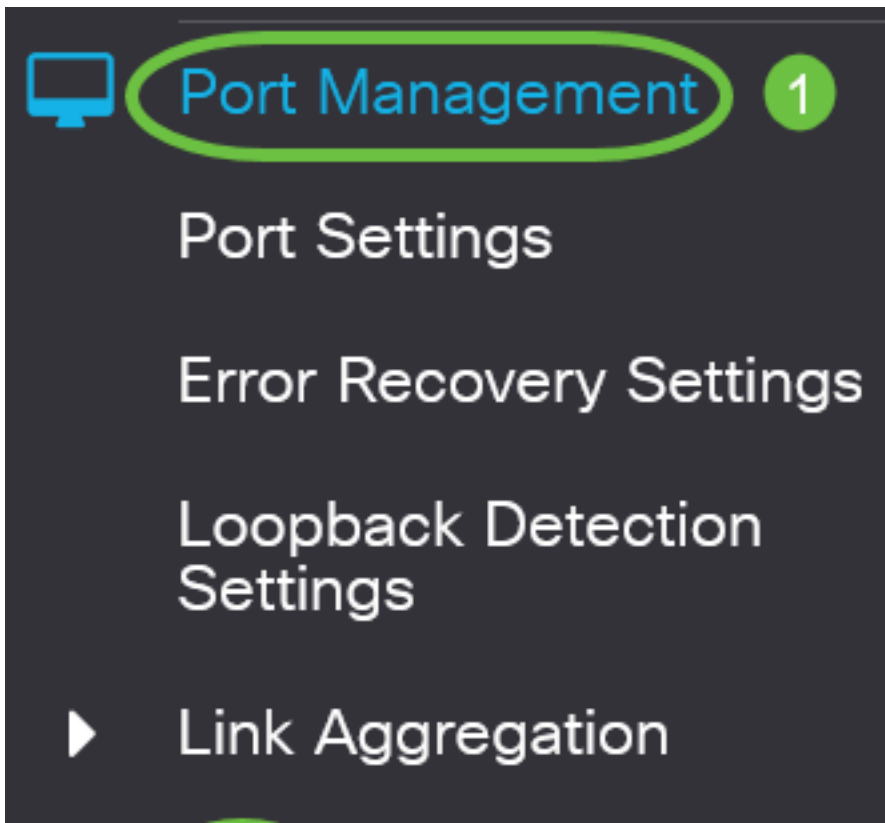 Port Management 1
Port Settings
Error Recovery Settings
Loopback Detection
Settings
Link Aggregation